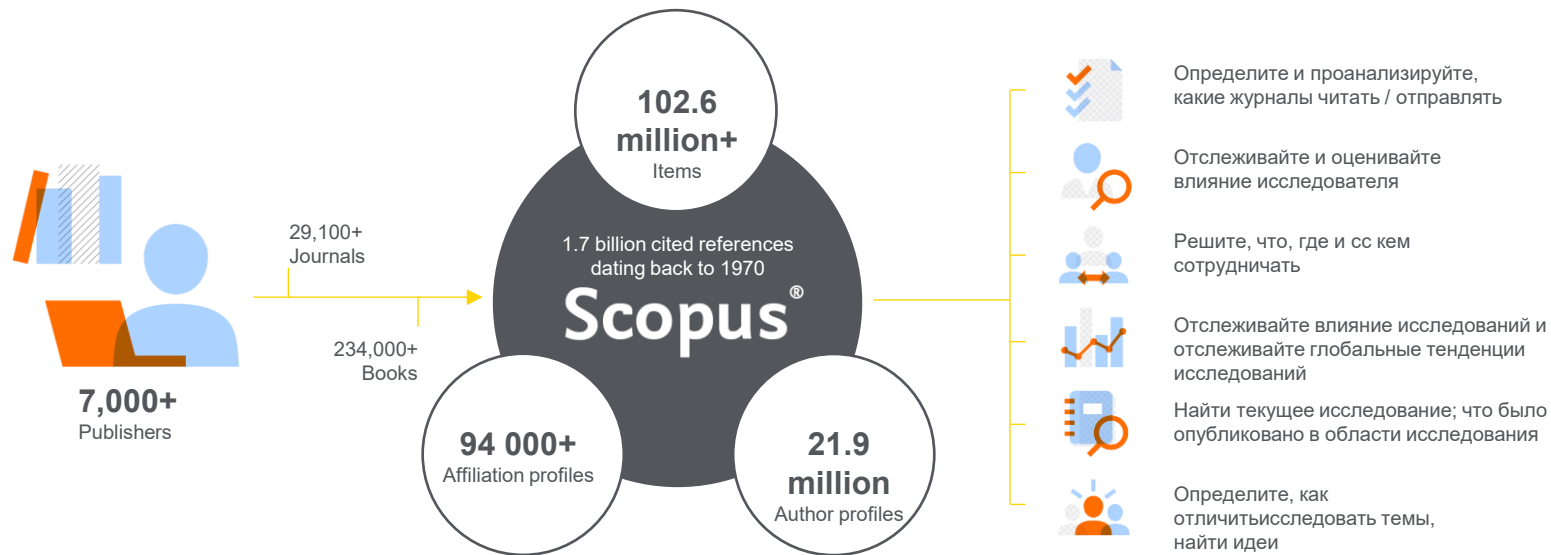 7,000+
Publishers
29,100+
Journals
234,000+
Books
102.6
million+
Items
1.7 billion cited references
dating back to 1970
Scopus®
94 000+
Affiliation profiles
21.9
million
Author profiles
Определите и проанализируйте,
какие журналы читать / отправлять
Отслеживайте и оценивайте
влияние исследователя
Решите, что, где и сс кем
сотрудничать
Отслеживайте влияние исследований и
отслеживайте глобальные тенденции
исследований
Найти текущее исследование; что было
опубликовано в области исследования
Определите, как
отличитьисследовать темы,
найти идеи